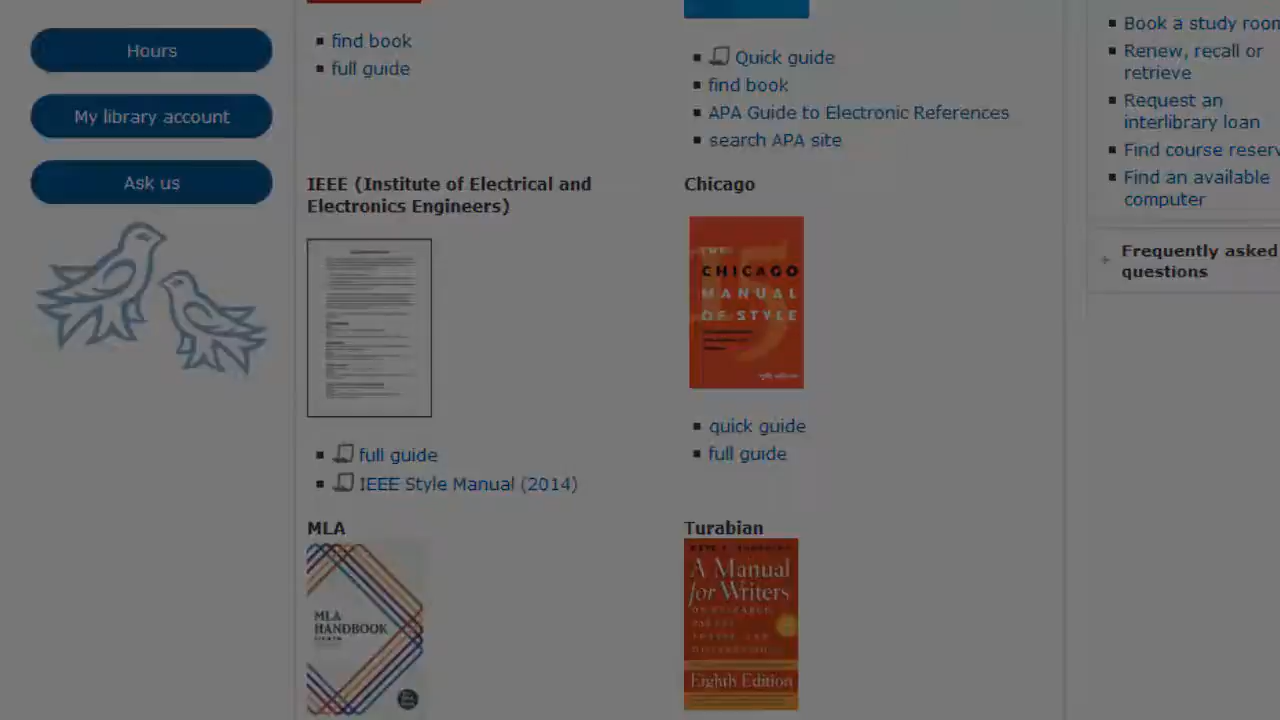 Hours
My library account
Ask us
find book
full guide
Quick guide
find book
APA Guide to Electronic References
search APA site
IEEE (Institute of Electrical and
Electronics Engineers)
full guide
IEEE Style Manual (2014)
Chicago
THE
CHICAGO
MANUAL
OF STYLE
quick guide
full guide
MLA
MLA
HANDBOOK
Turabian
A Manual
for Writers
Eighth Edition
Book a study room
Renew, recall or
retrieve
Request an
interlibrary loan
Find course reserv
Find an available
computer
Frequently asked
questions